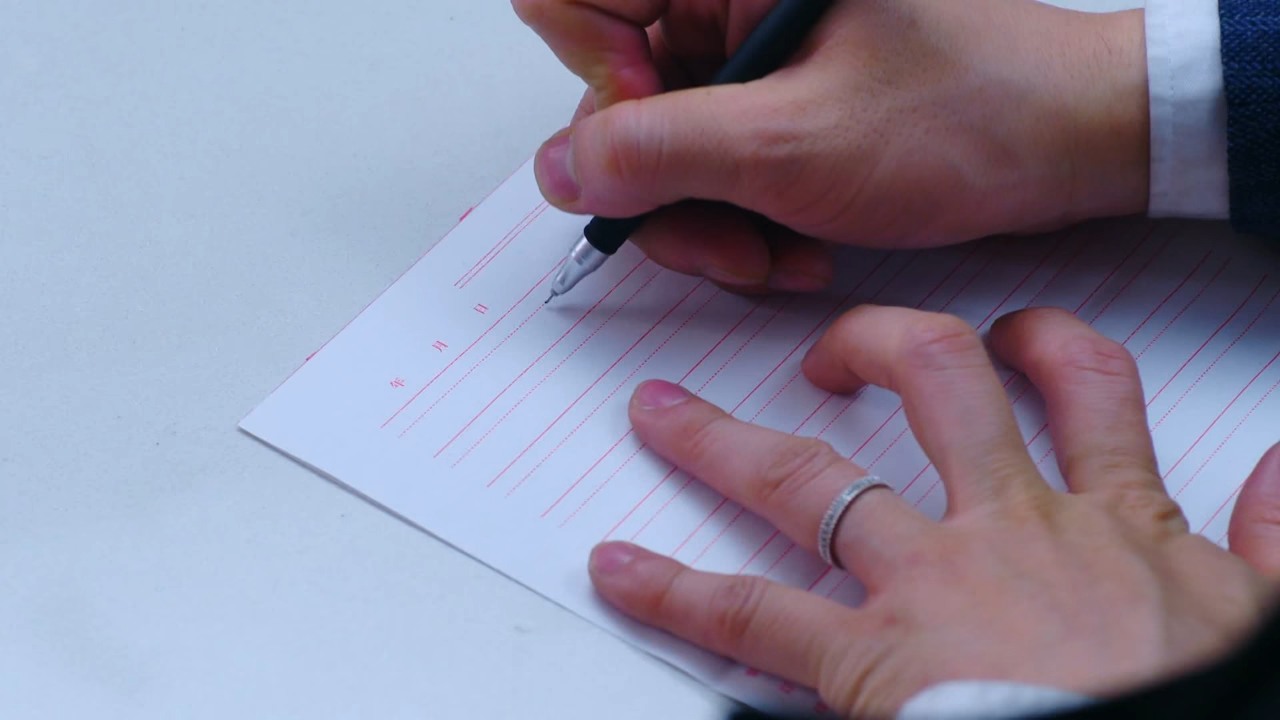 年 月 日